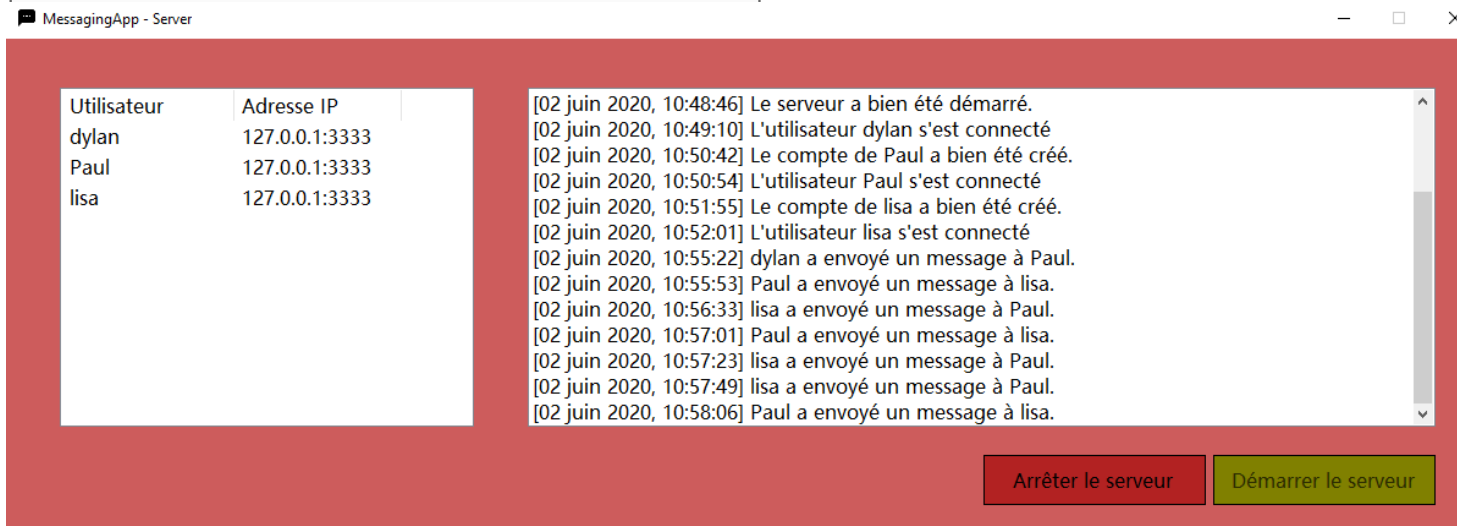 MessagingApp - Server
Utilisateur Adresse IP
dylan 127.0.0.1:3333
Paul 127.0.0.1:3333
lisa 127.0.0.1:3333
[02 juin 2020, 10:48:46] Le serveur a bien été démarré.
[02 juin 2020, 10:49:10] L'utilisateur dylan s'est connecté
[02 juin 2020, 10:50:42] Le compte de Paul a bien été créé.
[02 juin 2020, 10:50:54] L'utilisateur Paul s'est connecté
[02 juin 2020, 10:51:55] Le compte de lisa a bien été créé.
[02 juin 2020, 10:52:01] L'utilisateur lisa s'est connecté
[02 juin 2020, 10:55:22] dylan a envoyé un message à Paul.
[02 juin 2020, 10:55:53] Paul a envoyé un message à lisa.
[02 juin 2020, 10:56:33] lisa a envoyé un message à Paul.
[02 juin 2020, 10:57:01] Paul a envoyé un message à lisa.
[02 juin 2020, 10:57:23] lisa a envoyé un message à Paul.
[02 juin 2020, 10:57:49] lisa a envoyé un message à Paul.
[02 juin 2020, 10:58:06] Paul a envoyé un message à lisa.
Arrêter le serveur
Démarrer le serveur